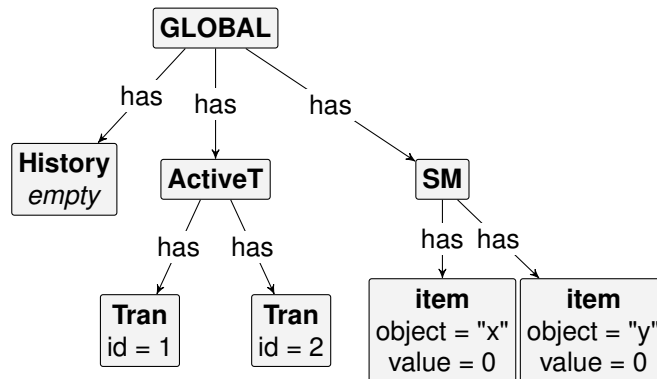 GLOBAL
has
has
has
History
empty
ActiveT
SM
has
has
has
has
Tran
id = 1
Tran
id = 2
item
object = "x"
value = 0
item
object = "y"
value = 0